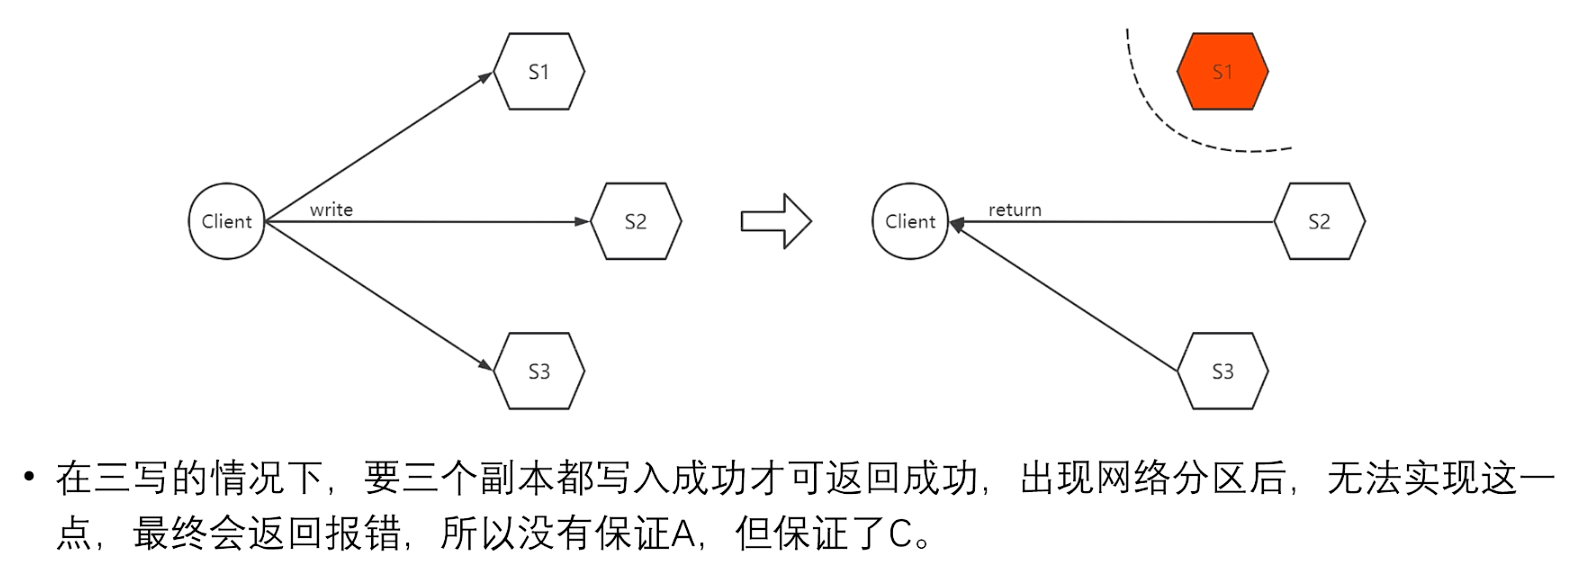 S1
S1
Client
write
S2
Client
return
S2
S3
S3
• 在三写的情况下，要三个副本都写入成功才可返回成功，出现网络分区后，无法实现这一
点，最终会返回报错，所以没有保证A，但保证了C。